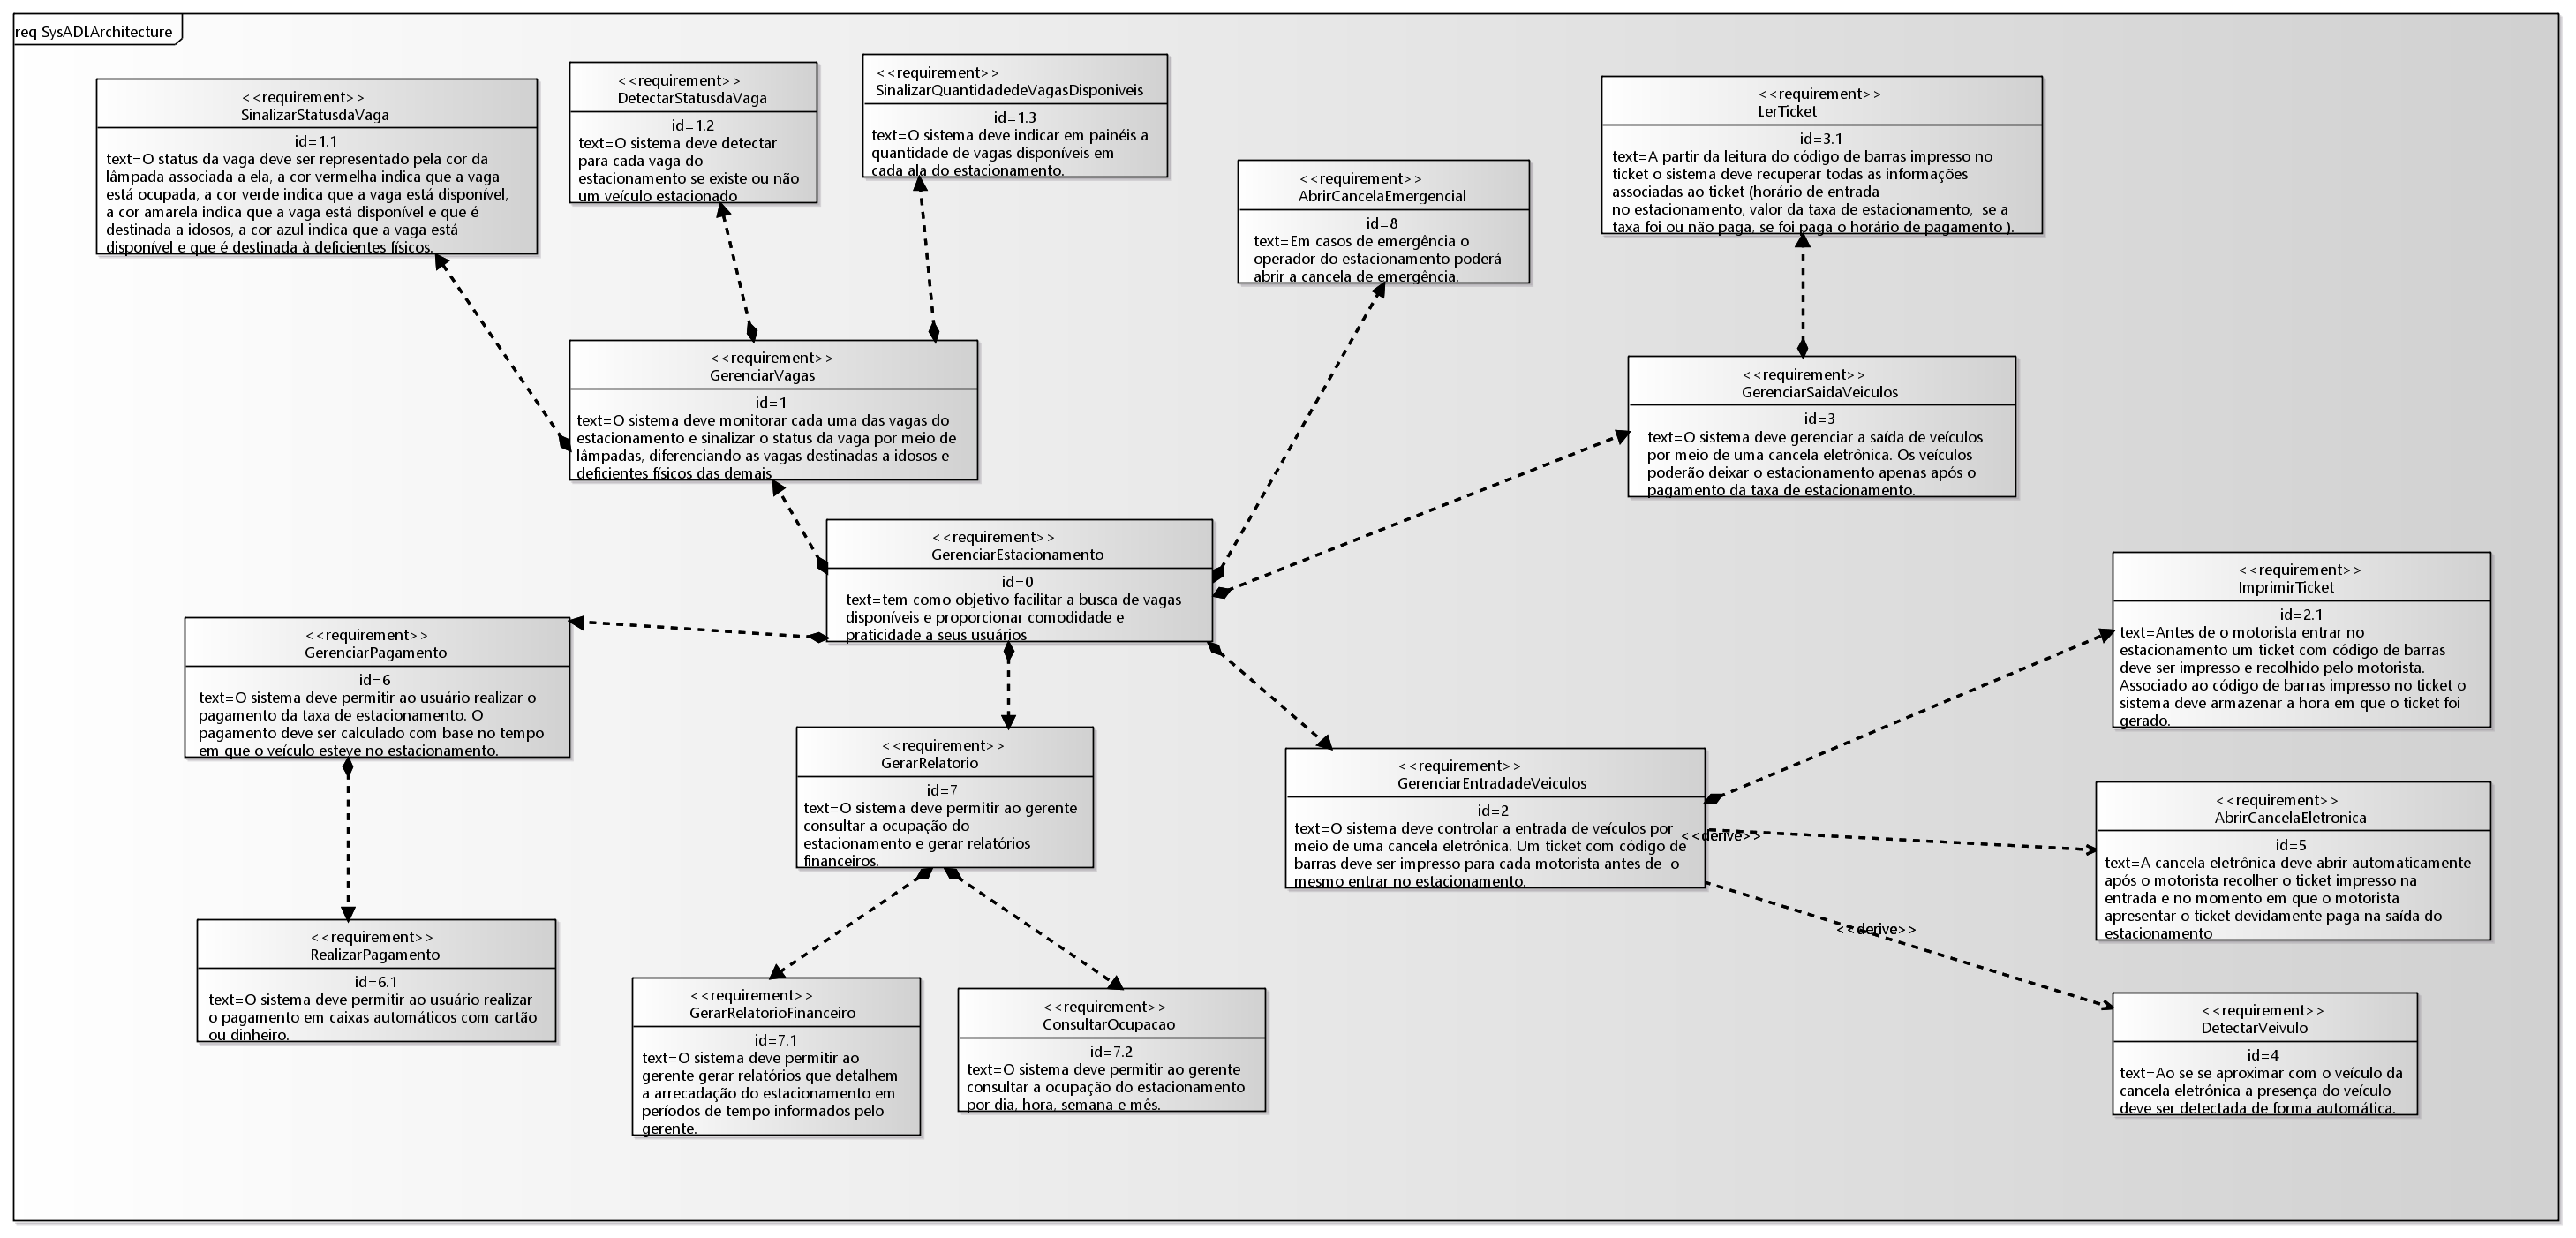 req SysADLArchitecture
<<requirement>>
SinalizarStatusdaVaga
id=1.1
text=O status da vaga deve ser representado pela cor da
lâmpada associada a ela, a cor vermelha indica que a vaga
está ocupada, a cor verde indica que a vaga está disponível,
a cor amarela indica que a vaga está disponível e que é
destinada a idosos, a cor azul indica que a vaga está
disponível e que é destinada à deficientes físicos.
<<requirement>>
DetectarStatusdaVaga
id=1.2
text=O sistema deve detectar
para cada vaga do
estacionamento se existe ou não
um veículo estacionado
<<requirement>>
SinalizarQuantidadedeVagasDisponiveis
id=1.3
text=O sistema deve indicar em painéis a
quantidade de vagas disponíveis em
cada ala do estacionamento.
<<requirement>>
AbrirCancelaEmergencial
id=8
text=Em casos de emergência o
operador do estacionamento poderá
abrir a cancela de emergência.
<<requirement>>
LerTicket
id=3.1
text=A partir da leitura do código de barras impresso no
ticket o sistema deve recuperar todas as informações
associadas ao ticket (horário de entrada
no estacionamento, valor da taxa de estacionamento,  se a
taxa foi ou não paga, se foi paga o horário de pagamento ).
<<requirement>>
GerenciarVagas
id=1
text=O sistema deve monitorar cada uma das vagas do
estacionamento e sinalizar o status da vaga por meio de
lâmpadas, diferenciando as vagas destinadas a idosos e
deficientes físicos das demais
<<requirement>>
GerenciarSaidaVeiculos
id=3
text=O sistema deve gerenciar a saída de veículos
por meio de uma cancela eletrônica. Os veículos
poderão deixar o estacionamento apenas após o
pagamento da taxa de estacionamento.
<<requirement>>
GerenciarEstacionamento
id=0
text=tem como objetivo facilitar a busca de vagas
disponíveis e proporcionar comodidade e
praticidade a seus usuários
<<requirement>>
ImprimirTicket
id=2.1
text=Antes de o motorista entrar no
estacionamento um ticket com código de barras
deve ser impresso e recolhido pelo motorista.
Associado ao código de barras impresso no ticket o
sistema deve armazenar a hora em que o ticket foi
gerado.
<<requirement>>
GerenciarPagamento
id=6
text=O sistema deve permitir ao usuário realizar o
pagamento da taxa de estacionamento. O
pagamento deve ser calculado com base no tempo
em que o veículo esteve no estacionamento.
<<requirement>>
GerarRelatorio
id=7
text=O sistema deve permitir ao gerente
consultar a ocupação do
estacionamento e gerar relatórios
financeiros.
<<requirement>>
GerenciarEntradadeVeiculos
id=2
text=O sistema deve controlar a entrada de veículos por
meio de uma cancela eletrônica. Um ticket com código de
barras deve ser impresso para cada motorista antes de  o
mesmo entrar no estacionamento.
<<derive>>
<<requirement>>
AbrirCancelaEletronica
id=5
text=A cancela eletrônica deve abrir automaticamente
após o motorista recolher o ticket impresso na
entrada e no momento em que o motorista
apresentar o ticket devidamente paga na saída do
estacionamento
<<derive>>
<<requirement>>
RealizarPagamento
id=6.1
text=O sistema deve permitir ao usuário realizar
o pagamento em caixas automáticos com cartão
ou dinheiro.
<<requirement>>
GerarRelatorioFinanceiro
id=7.1
text=O sistema deve permitir ao
gerente gerar relatórios que detalhem
a arrecadação do estacionamento em
períodos de tempo informados pelo
gerente.
<<requirement>>
ConsultarOcupacao
id=7.2
text=O sistema deve permitir ao gerente
consultar a ocupação do estacionamento
por dia, hora, semana e mês.
<<requirement>>
DetectarVeivulo
id=4
text=Ao se se aproximar com o veículo da
cancela eletrônica a presença do veículo
deve ser detectada de forma automática.